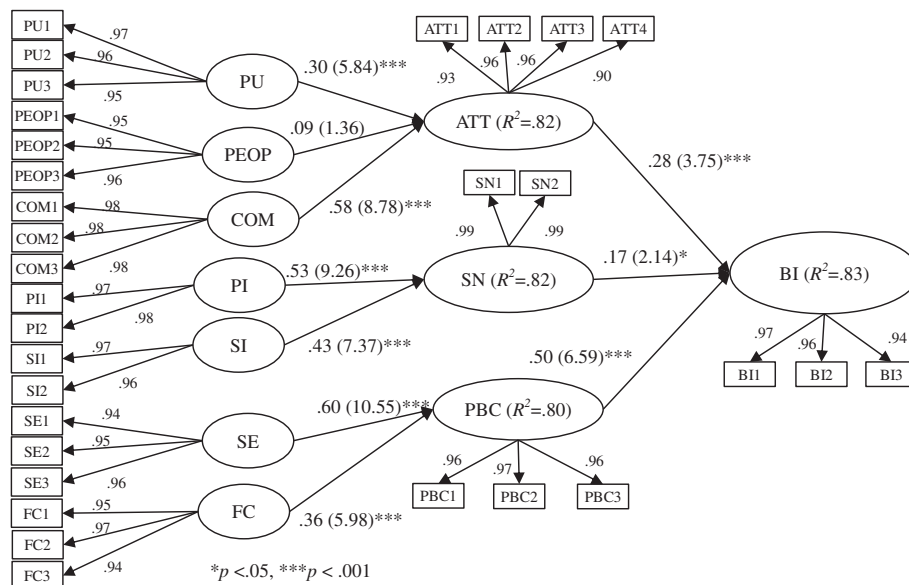 PU1
.97
PU2
.96
PU3
.95
PU
.30 (5.84)***
PEOP1
.95
PEOP2
.95
PEOP3
.96
PEOP
.09 (1.36)
COM1
.98
COM2
.98
COM3
.98
COM
.58 (8.78)***
PI1
.97
PI2
.98
PI
.53 (9.26)***
SI1
.97
SI2
.96
SI
.43 (7.37)***
SE1
.94
SE2
.95
SE3
.96
SE
.60 (10.55)***
FC1
.95
FC2
.97
FC3
.94
FC
.36 (5.98)***
ATT1
ATT2
ATT3
ATT4
.93
.96
.96
.90
ATT (R²=.82)
.28 (3.75)***
SN1
SN2
.99
.99
SN (R²=.82)
.17 (2.14)*
PBC (R²=.80)
.50 (6.59)***
.96
.97
.96
PBC1
PBC2
PBC3
BI (R²=.83)
.97
.96
.94
BI1
BI2
BI3
*p <.05, ***p < .001